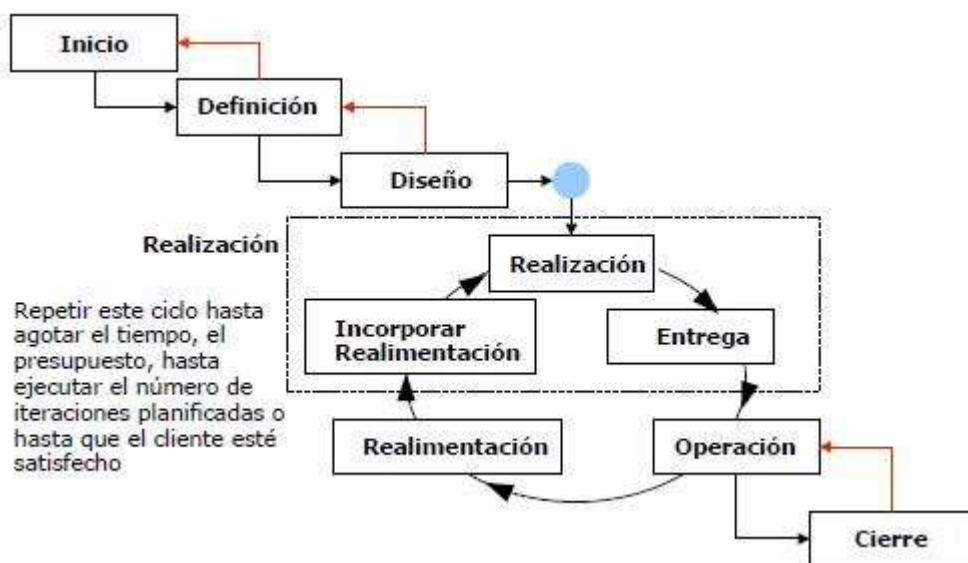 Inicio
Definición
Diseño
Realización
Realización
Repetir este ciclo hasta
agotar el tiempo, el
presupuesto, hasta
ejecutar el número de
iteraciones planificadas o
hasta que el cliente esté
satisfecho
Incorporar
Realimentación
Entrega
Realimentación
Operación
Cierre